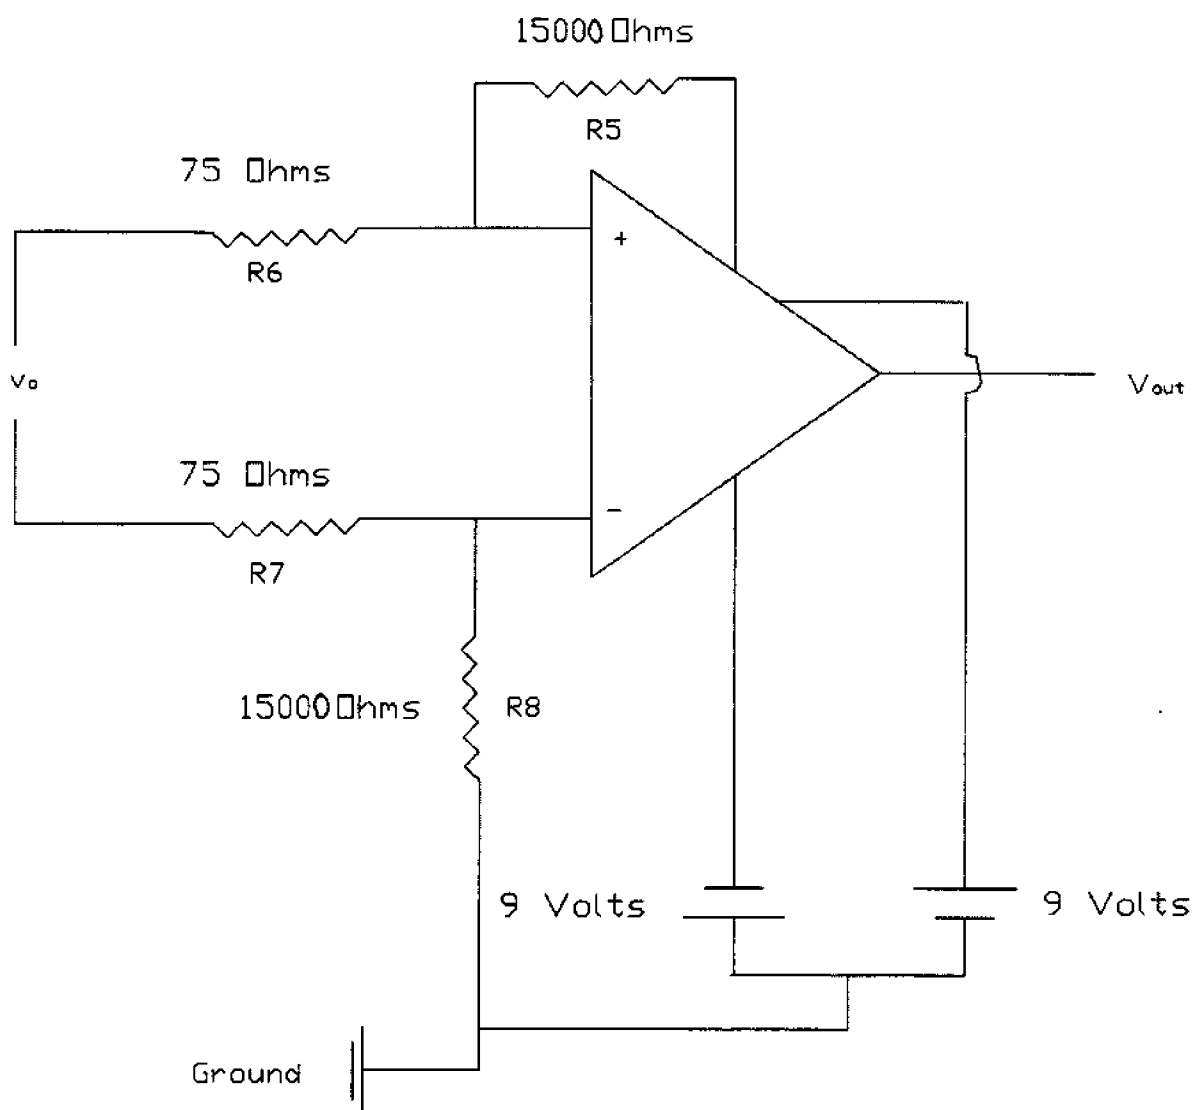 15000 Ohms
R5
75 Ohms
+
R6
Vo
Vout
75 Ohms
-
R7
15000 Ohms
R8
9 Volts
9 Volts
Ground